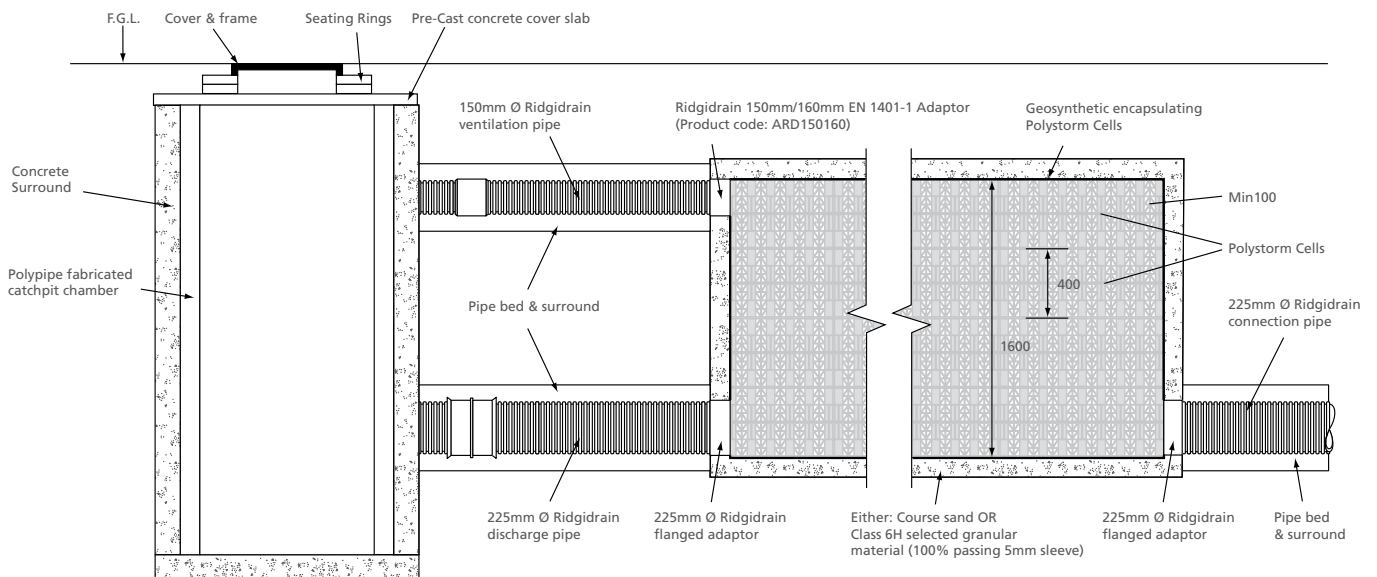 F.G.L.
Cover & frame
Seating Rings
Pre-Cast concrete cover slab
150mm Ø Ridgidrain
ventilation pipe
Ridgidrain 150mm/160mm EN 1401-1 Adaptor
(Product code: ARD150160)
Geosynthetic encapsulating
Polystorm Cells
Concrete
Surround
Min100
Polystorm Cells
Polypipe fabricated
catchpit chamber
Pipe bed & surround
400
225mm Ø Ridgidrain
connection pipe
1600
225mm Ø Ridgidrain
discharge pipe
225mm Ø Ridgidrain
flanged adaptor
Either: Course sand OR
Class 6H selected granular
material (100% passing 5mm sleeve)
225mm Ø Ridgidrain
flanged adaptor
Pipe bed
& surround